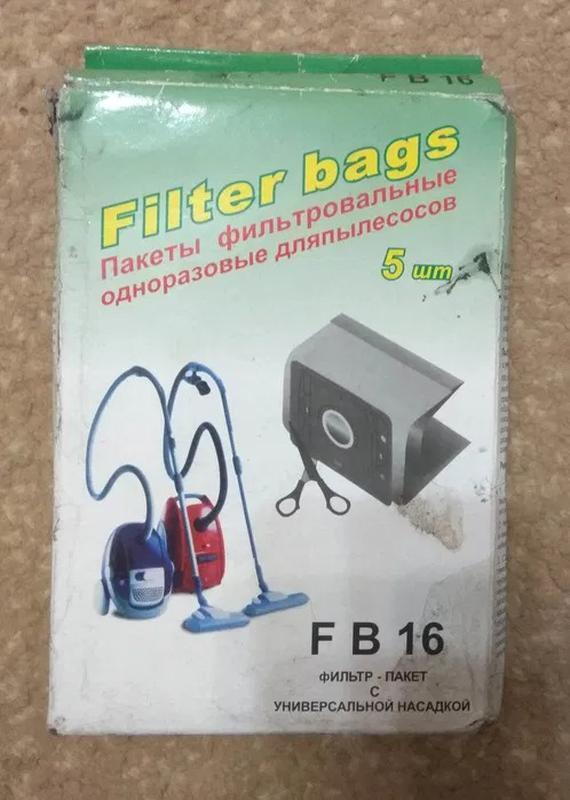 F B 16
Filter bags
Пакеты фильтровальные
одноразовые дляпылесосов
5 шт
F B 16
ФИЛЬТР - ПАКЕТ
С
УНИВЕРСАЛЬНОЙ НАСАДКОЙ